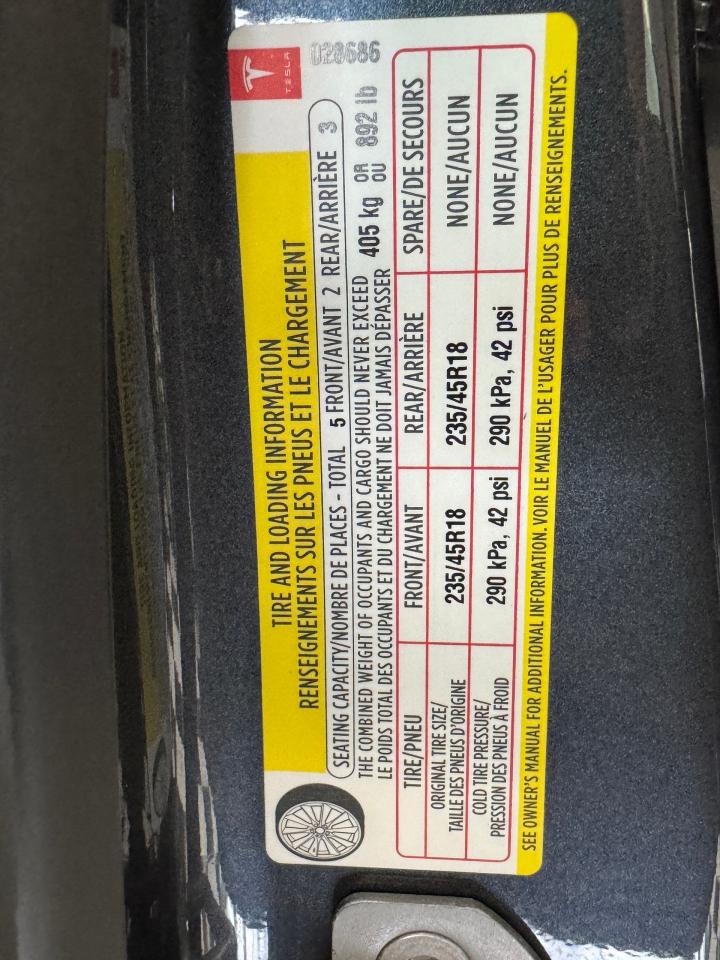 TIRE AND LOADING INFORMATION
RENSEIGNEMENTS SUR LES PNEUS ET LE CHARGEMENT
TESLA
028686
SEATING CAPACITY/NOMBRE DE PLACES - TOTAL 5 FRONT/AVANT 2 REAR/ARRIÈRE 3
THE COMBINED WEIGHT OF OCCUPANTS AND CARGO SHOULD NEVER EXCEED 405 kg OR 892 lb
LE POIDS TOTAL DES OCCUPANTS ET DU CHARGEMENT NE DOIT JAMAIS DÉPASSER OU
TIRE/PNEU FRONT/AVANT REAR/ARRIÈRE SPARE/DE SECOURS
ORIGINAL TIRE SIZE/
TAILLE DES PNEUS D'ORIGINE 235/45R18 235/45R18 NONE/AUCUN
COLD TIRE PRESSURE/
PRESSION DES PNEUS À FROID 290 kPa, 42 psi 290 kPa, 42 psi NONE/AUCUN
SEE OWNER'S MANUAL FOR ADDITIONAL INFORMATION. VOIR LE MANUEL DE L'USAGER POUR PLUS DE RENSEIGNEMENTS.